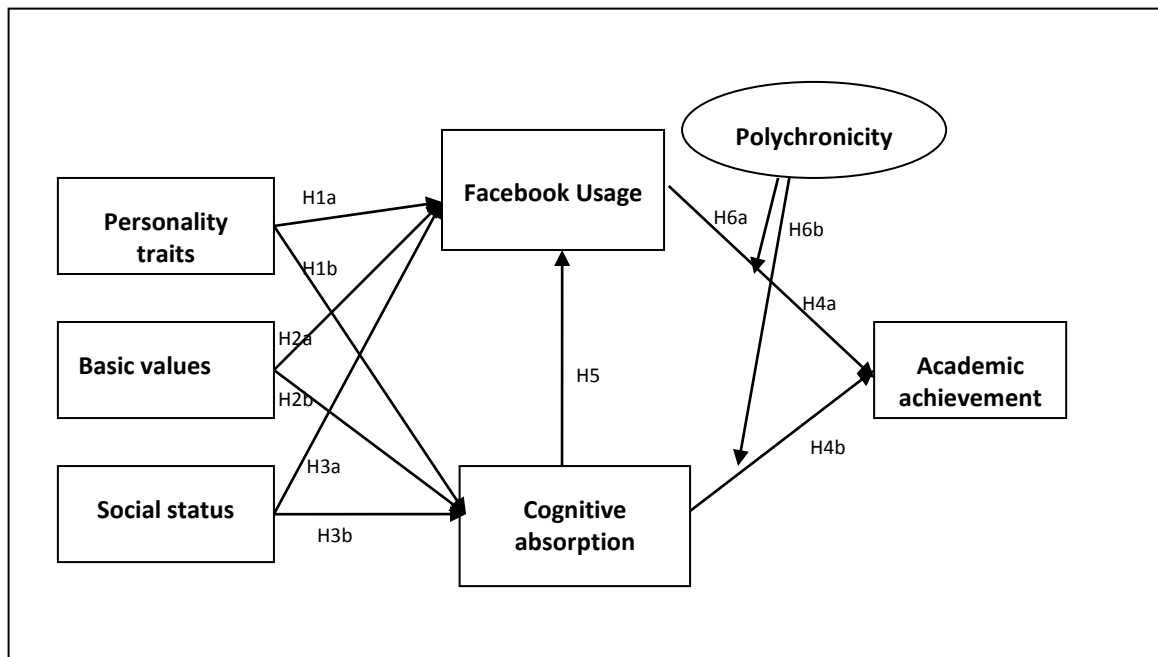 Polychronicity
Facebook Usage
H1a
H6a
Personality
traits
H6b
H1b
H4a
H2a
Basic values
Academic
achievement
H5
H2b
H4b
H3a
Social status
Cognitive
absorption
H3b